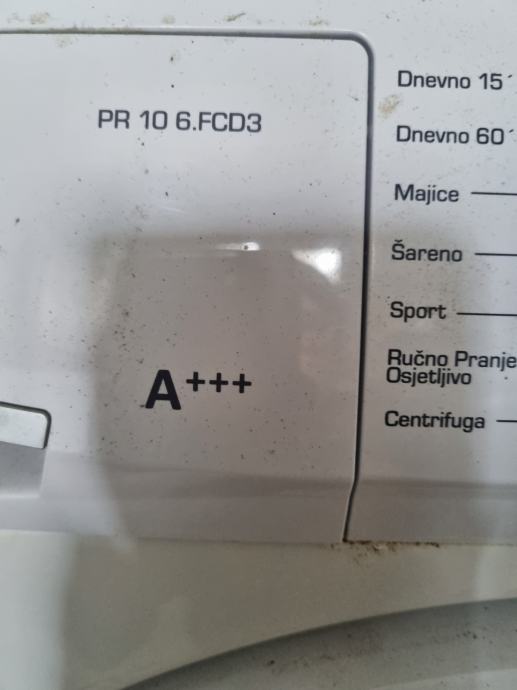 PR 10 6.FCD3
A+++
Dnevno 15´
Dnevno 60´
Majice
Šareno
Sport
Ručno Pranje
Osjetljivo
Centrifuga